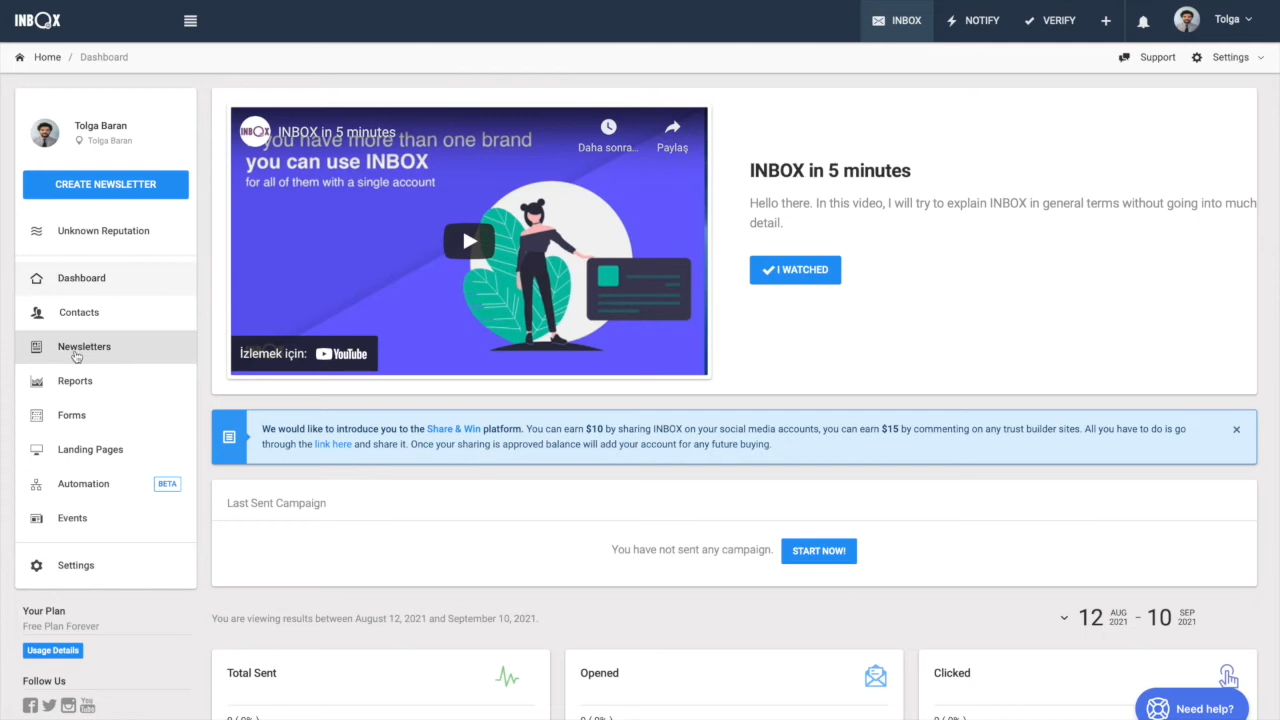 INBOX
INBOX
NOTIFY
VERIFY
Tolga
Home / Dashboard
Support
Settings
Tolga Baran
Tolga Baran
CREATE NEWSLETTER
Unknown Reputation
Dashboard
Contacts
Newsletters
Reports
Forms
Landing Pages
Automation BETA
Events
Settings
Your Plan
Free Plan Forever
Usage Details
Follow Us
You Tube
INBOX
INBOX in 5 minutes
Daha sonra...
Paylaş
you have more than one brand
you can use INBOX
for all of them with a single account
İzlemek için: YouTube
INBOX in 5 minutes
Hello there. In this video, I will try to explain INBOX in general terms without going into much
detail.
I WATCHED
We would like to introduce you to the Share & Win platform. You can earn $10 by sharing INBOX on your social media accounts, you can earn $15 by commenting on any trust builder sites. All you have to do is go
through the link here and share it. Once your sharing is approved balance will add your account for any future buying.
Last Sent Campaign
You have not sent any campaign. START NOW!
You are viewing results between August 12, 2021 and September 10, 2021.
12 AUG 2021 - 10 SEP 2021
Total Sent
Opened
Clicked
0 ( 0% )
0 ( 0% )
0 ( 0% )
Need help?